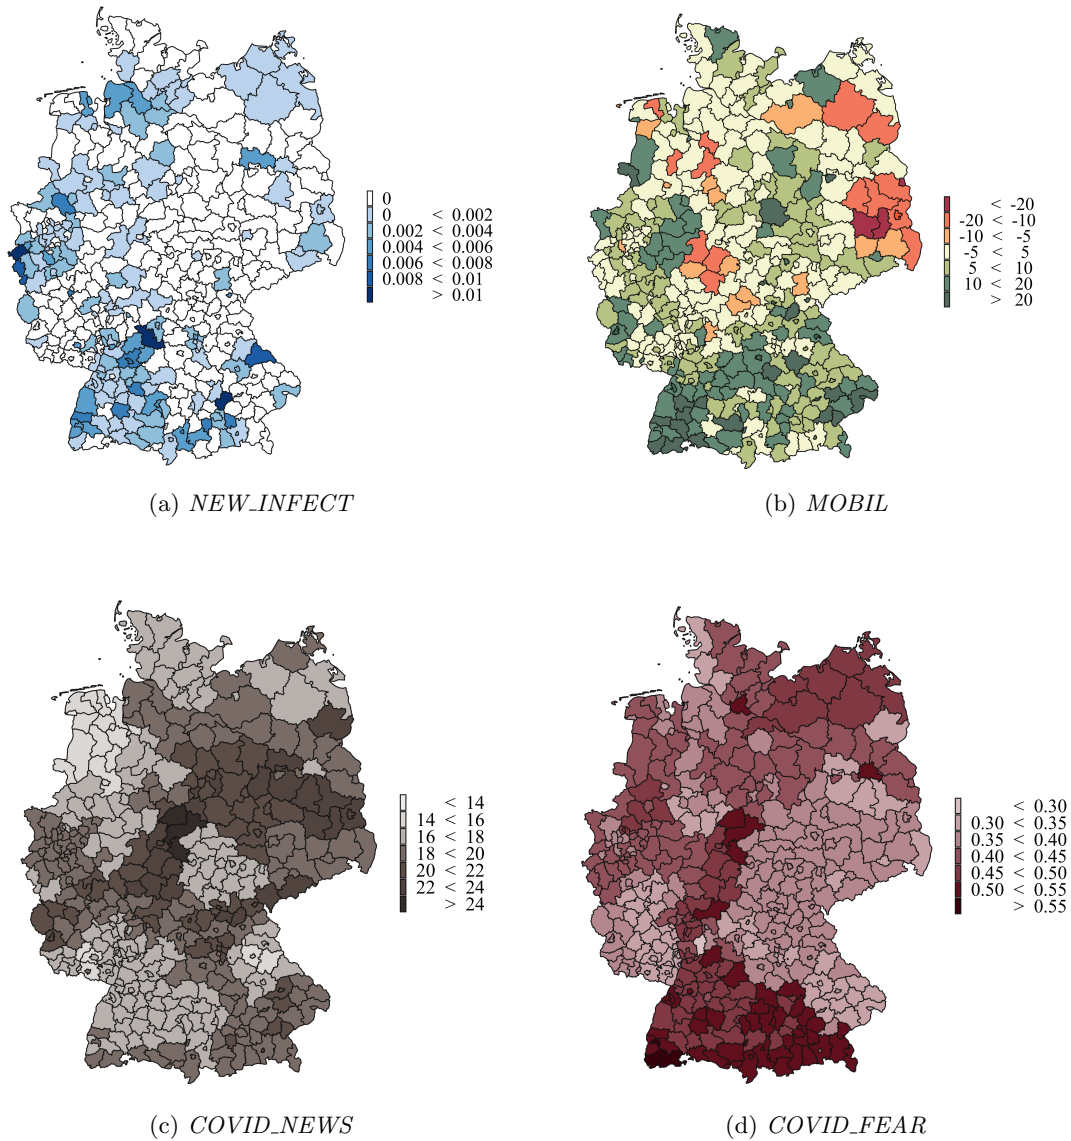 0
0 < 0.002
0.002 < 0.004
0.004 < 0.006
0.006 < 0.008
0.008 < 0.01
> 0.01
(a) NEW_INFECT
< -20
-20 < -10
-10 < -5
-5 < 5
5 < 10
10 < 20
> 20
(b) MOBIL
< 14
14 < 16
16 < 18
18 < 20
20 < 22
22 < 24
> 24
(c) COVID_NEWS
< 0.30
0.30 < 0.35
0.35 < 0.40
0.40 < 0.45
0.45 < 0.50
0.50 < 0.55
> 0.55
(d) COVID_FEAR